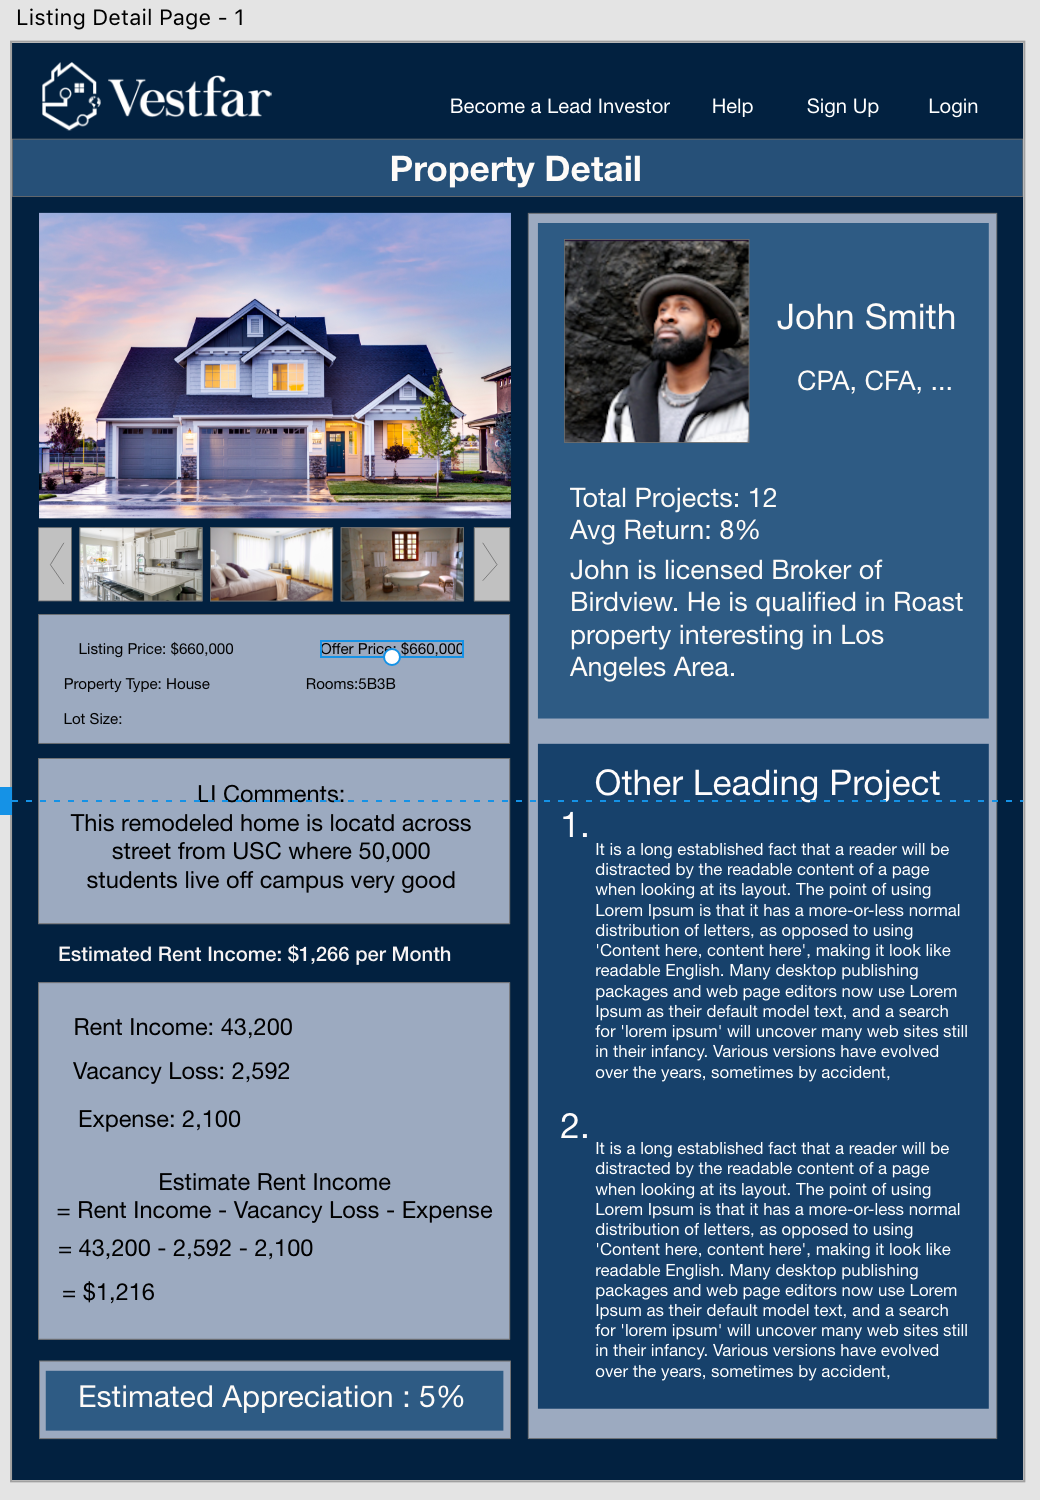 Listing Detail Page - 1
Vestfar
Become a Lead Investor Help Sign Up Login
Property Detail
John Smith
CPA, CFA, ...
Total Projects: 12
Avg Return: 8%
John is licensed Broker of
Birdview. He is qualified in Roast
property interesting in Los
Angeles Area.
Listing Price: $660,000 Offer Price: $660,000
Property Type: House Rooms:5B3B
Lot Size:
LI Comments:
This remodeled home is locatd across
street from USC where 50,000
students live off campus very good
Estimated Rent Income: $1,266 per Month
Rent Income: 43,200
Vacancy Loss: 2,592
Expense: 2,100
Estimate Rent Income
= Rent Income - Vacancy Loss - Expense
= 43,200 - 2,592 - 2,100
= $1,216
Estimated Appreciation : 5%
Other Leading Project
1.
It is a long established fact that a reader will be
distracted by the readable content of a page
when looking at its layout. The point of using
Lorem Ipsum is that it has a more-or-less normal
distribution of letters, as opposed to using
'Content here, content here', making it look like
readable English. Many desktop publishing
packages and web page editors now use Lorem
Ipsum as their default model text, and a search
for 'lorem ipsum' will uncover many web sites still
in their infancy. Various versions have evolved
over the years, sometimes by accident,
2.
It is a long established fact that a reader will be
distracted by the readable content of a page
when looking at its layout. The point of using
Lorem Ipsum is that it has a more-or-less normal
distribution of letters, as opposed to using
'Content here, content here', making it look like
readable English. Many desktop publishing
packages and web page editors now use Lorem
Ipsum as their default model text, and a search
for 'lorem ipsum' will uncover many web sites still
in their infancy. Various versions have evolved
over the years, sometimes by accident,